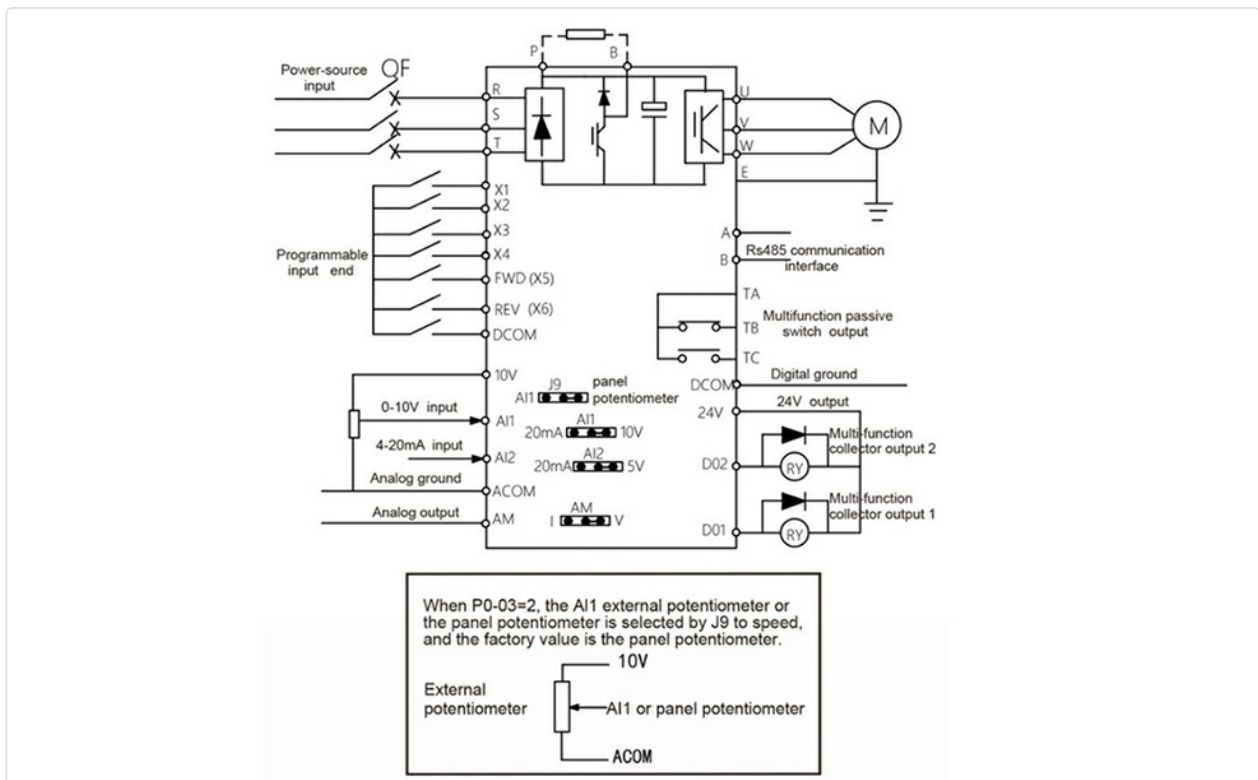 P
B
Power-source
input
QF
R
S
T
U
V
W
E
M
X1
X2
X3
X4
FWD (X5)
REV (X6)
DCOM
Programmable
input end
A
B
Rs485 communication
interface
TA
TB
TC
Multifunction passive
switch output
DCOM
Digital ground
24V
24V output
10V
0-10V input
AI1
4-20mA input
AI2
Analog ground
ACOM
Analog output
AM
J9
AI1
panel
potentiometer
AI1
20mA
10V
AI2
20mA
5V
AM
I
V
D02
RY
Multi-function
collector output 2
D01
RY
Multi-function
collector output 1
When P0-03=2, the AI1 external potentiometer or
the panel potentiometer is selected by J9 to speed,
and the factory value is the panel potentiometer.
10V
External
potentiometer
AI1 or panel potentiometer
ACOM